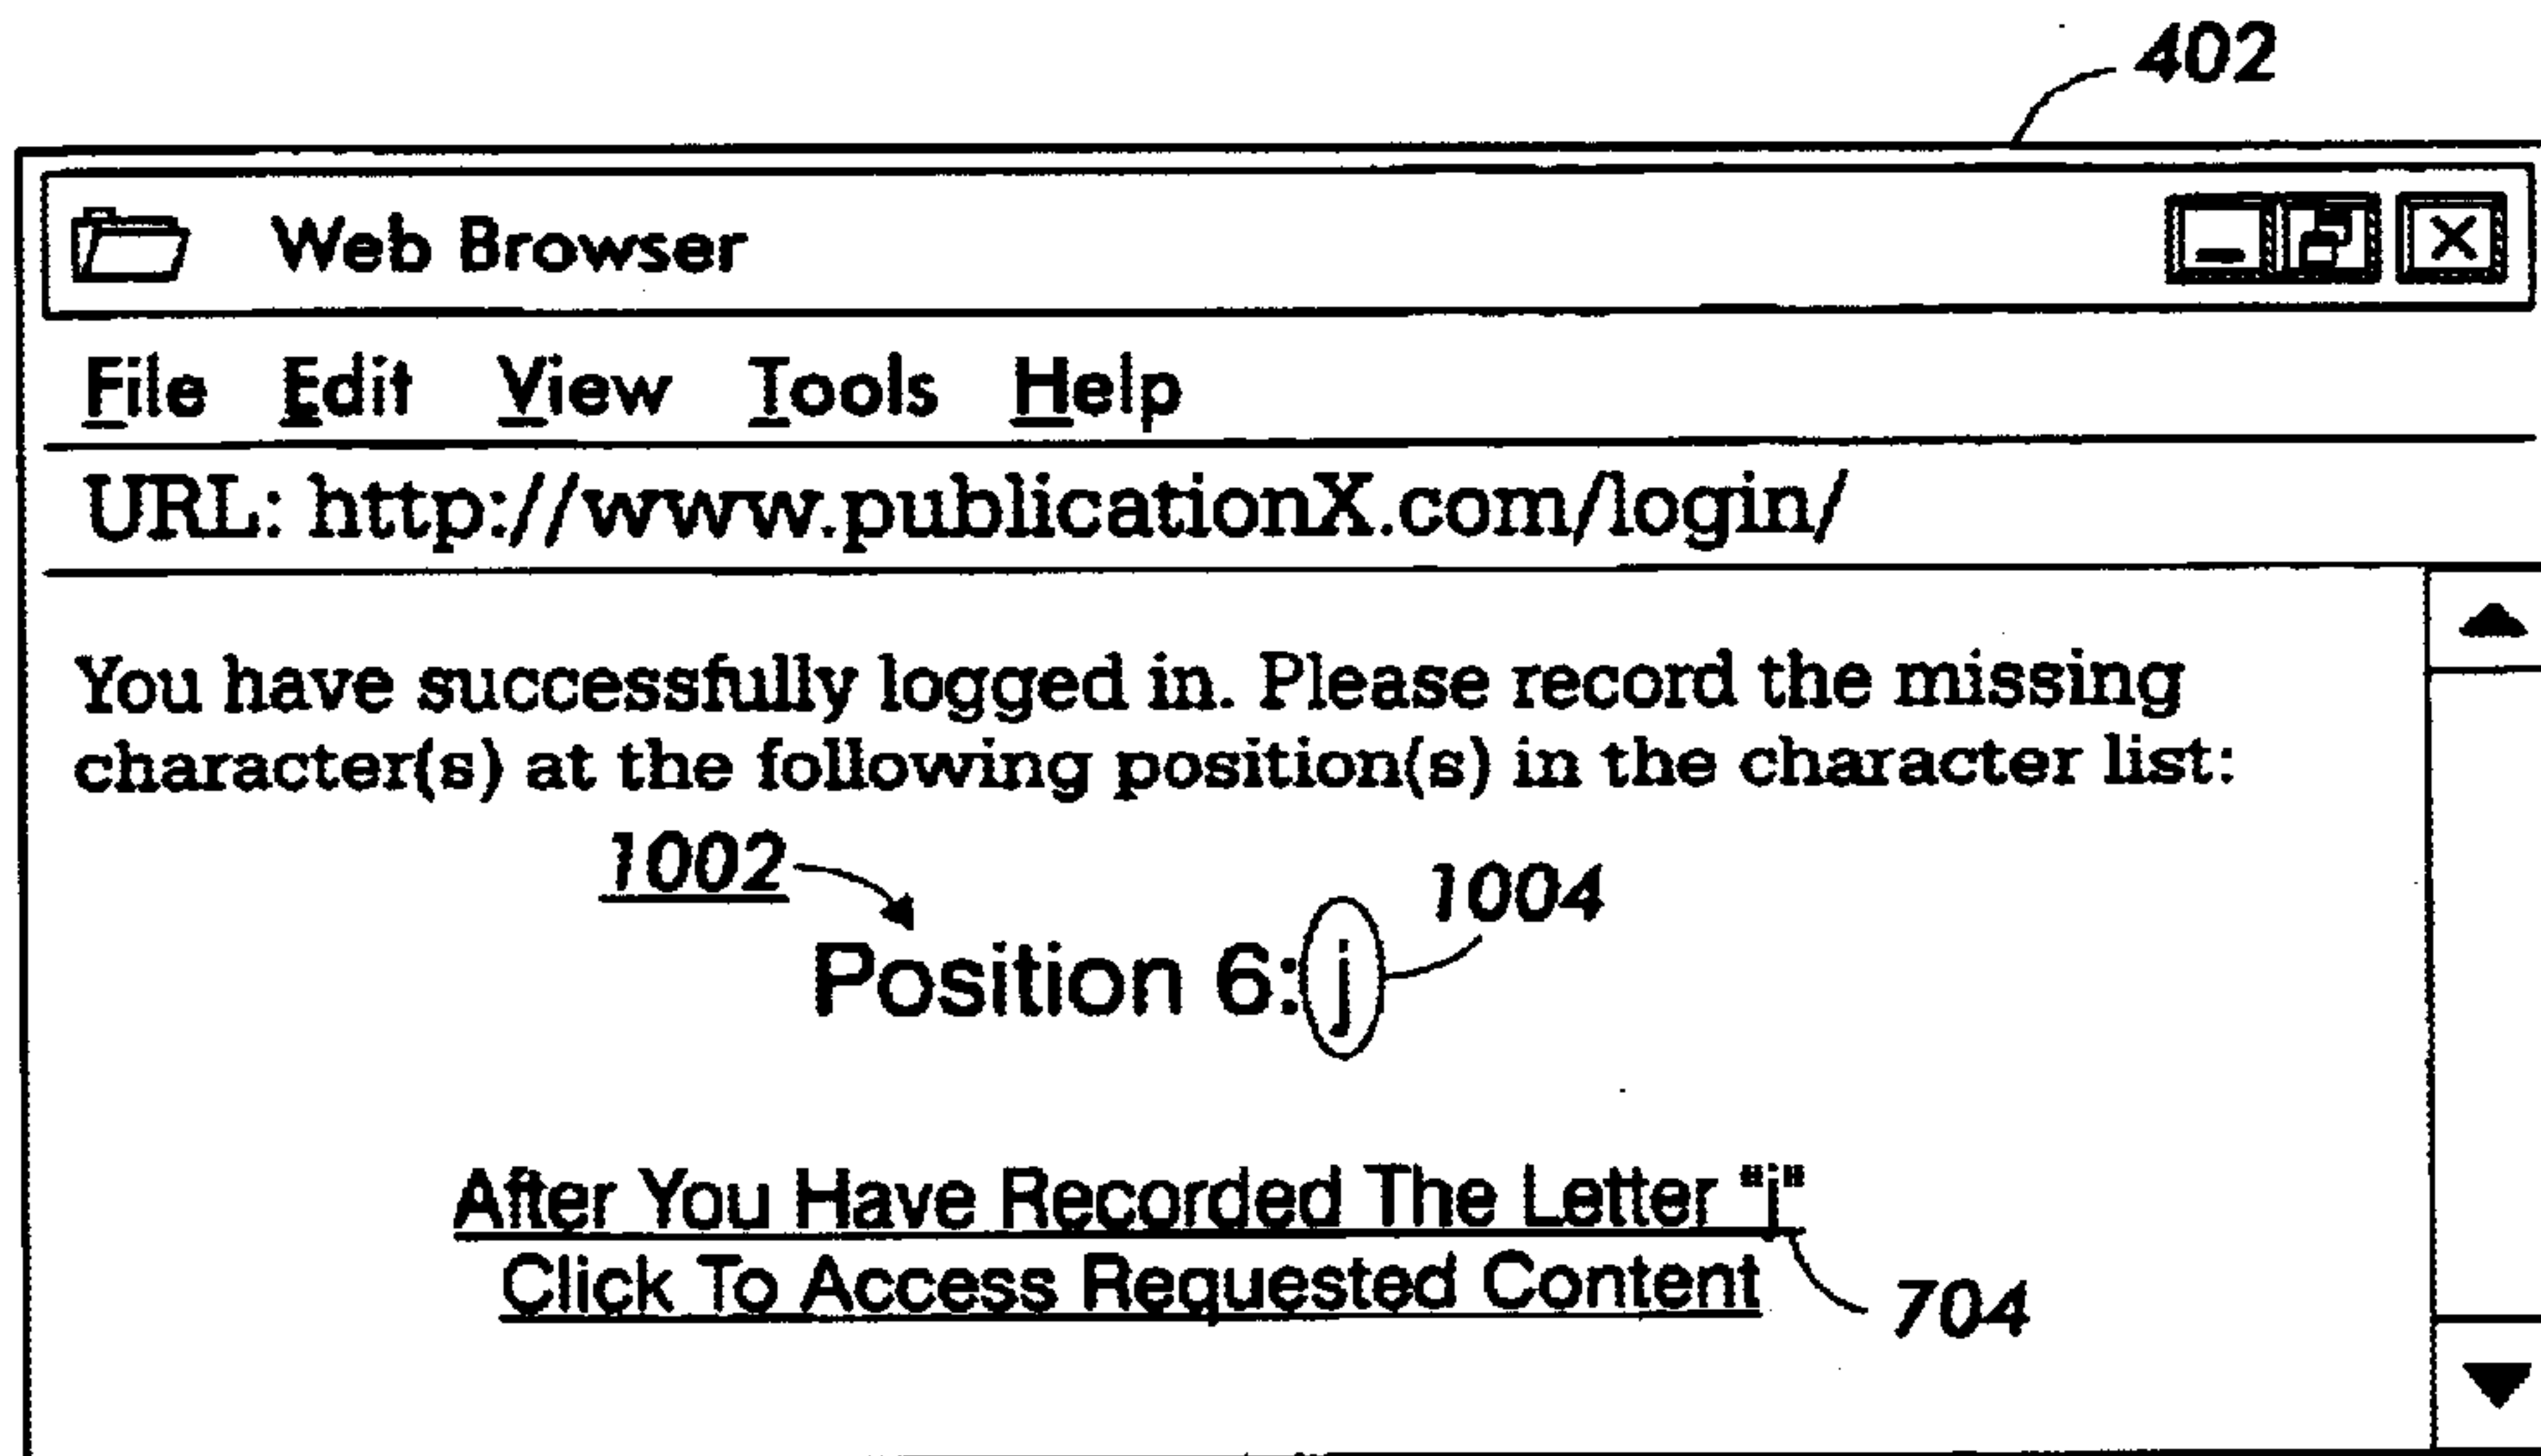 402
Web Browser
File Edit View Tools Help
URL: http://www.publicationX.com/login/
You have successfully logged in. Please record the missing
character(s) at the following position(s) in the character list:
1002
1004
Position 6: j
After You Have Recorded The Letter "j"
Click To Access Requested Content
704